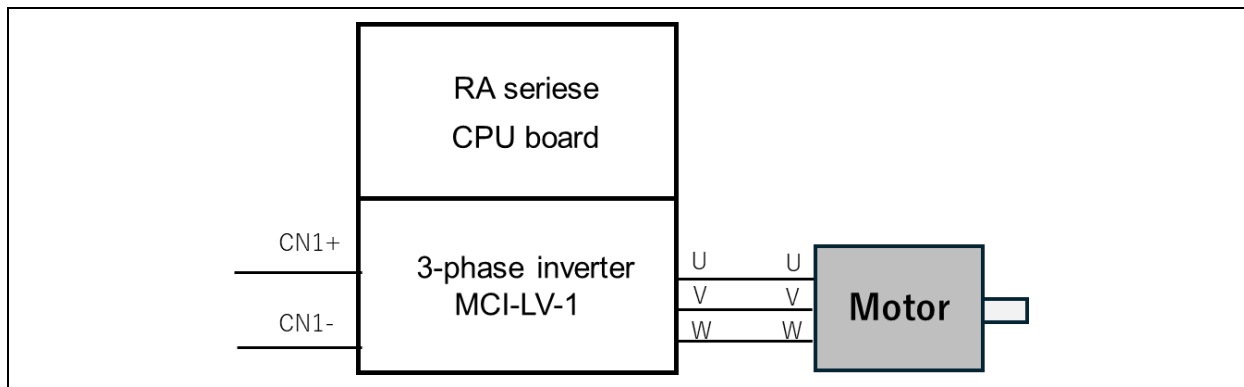 RA seriese
CPU board
CN1+
3-phase inverter
MCI-LV-1
CN1-
U U
V V
W W
Motor